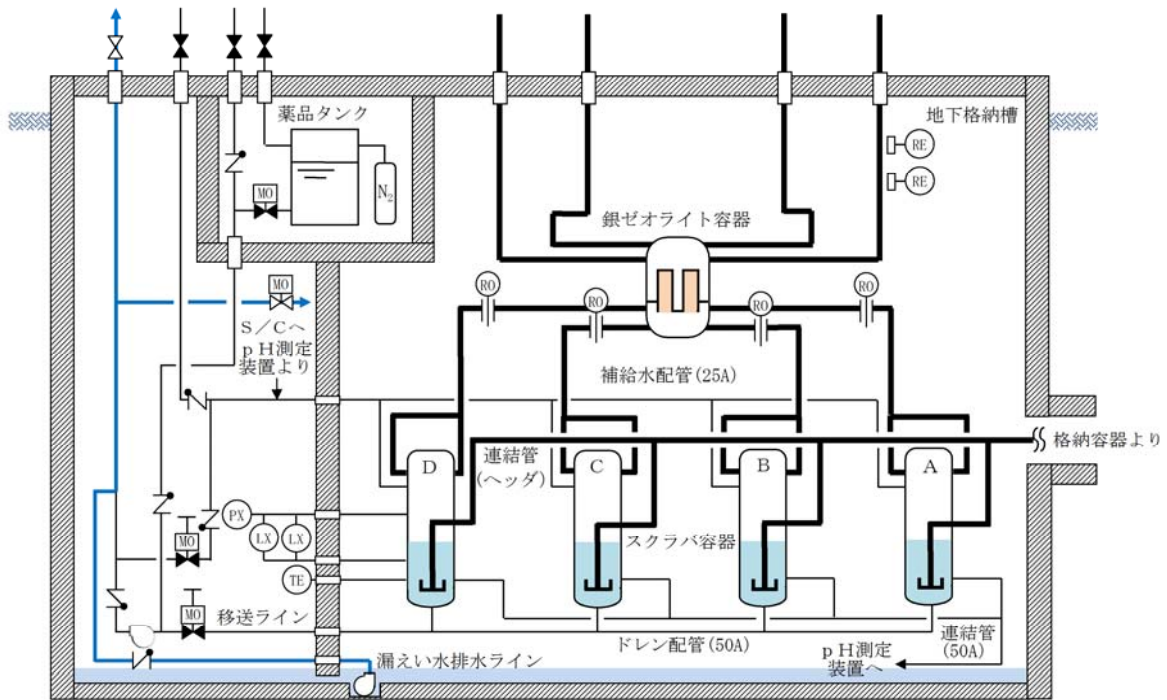 薬品タンク
地下格納槽
RE
RE
MO
N₂
銀ゼオライト容器
MO
RO
RO
RO
RO
S/Cへ
pH測定
装置より
補給水配管(25A)
格納容器より
連結管
(ヘッダ)
D
C
B
A
PX
LX
LX
スクラバ容器
MO
TE
MO
移送ライン
ドレン配管(50A)
連結管
(50A)
pH測定
装置へ
漏えい水排水ライン